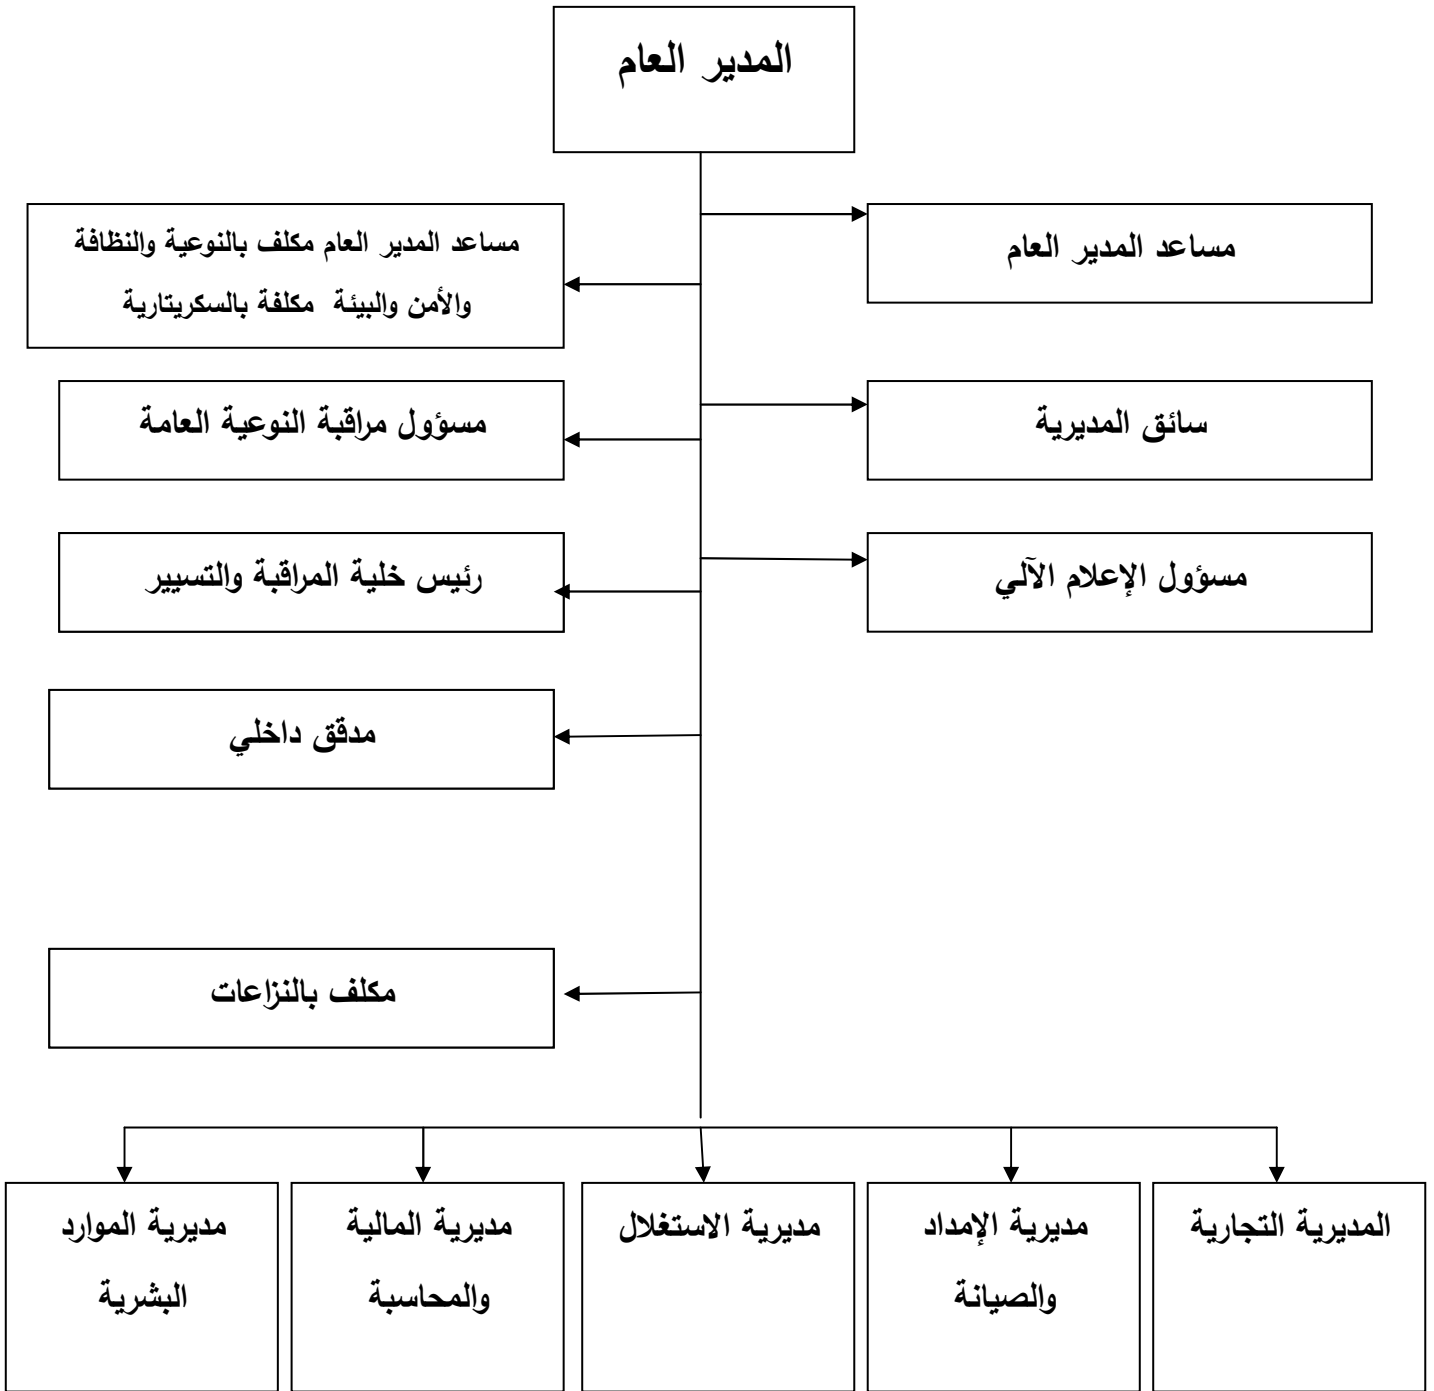 المدير العام
مساعد المدير العام
مساعد المدير العام مكلف بالنوعية والنظافة
والأمن والبيئة مكلفة بالسكريتارية
سائق المديرية
مسؤول مراقبة النوعية العامة
مسؤول الإعلام الآلي
رئيس خلية المراقبة والتسيير
مدقق داخلي
مكلف بالنزاعات
المديرية التجارية
مديرية الإمداد
والصيانة
مديرية الاستغلال
مديرية المالية
والمحاسبة
مديرية الموارد
البشرية